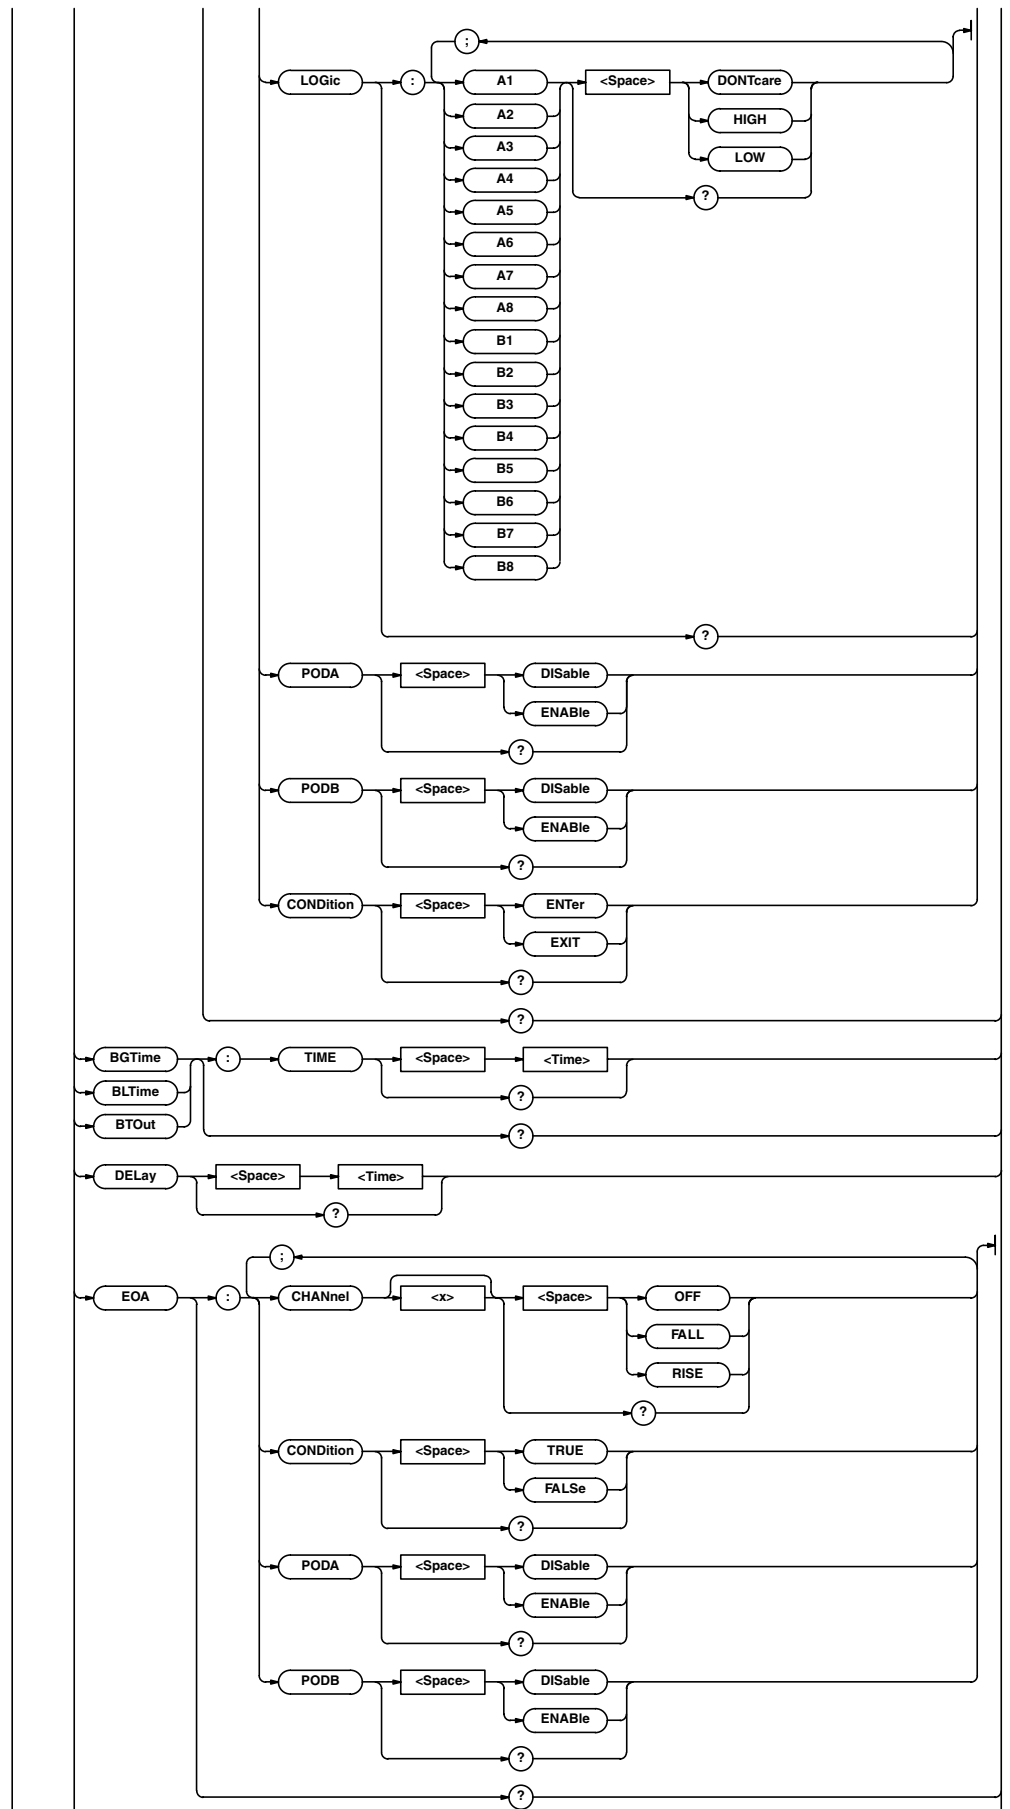 ;
LOGic : A1 <Space> DONTcare
A2 HIGH
A3 LOW
A4
? 
A5
A6
A7
A8
B1
B2
B3
B4
B5
B6
B7
B8
?
PODA <Space> DISable
ENABle
?
PODB <Space> DISable
ENABle
?
CONDition <Space> ENTer
EXIT
?
?
BGTime : TIME <Space> <Time>
BLTime ?
BTOut
?
DELay <Space> <Time>
?
;
EOA : CHANnel <x> <Space> OFF
FALL
RISE
?
CONDition <Space> TRUE
FALSe
?
PODA <Space> DISable
ENABle
?
PODB <Space> DISable
ENABle
?
?